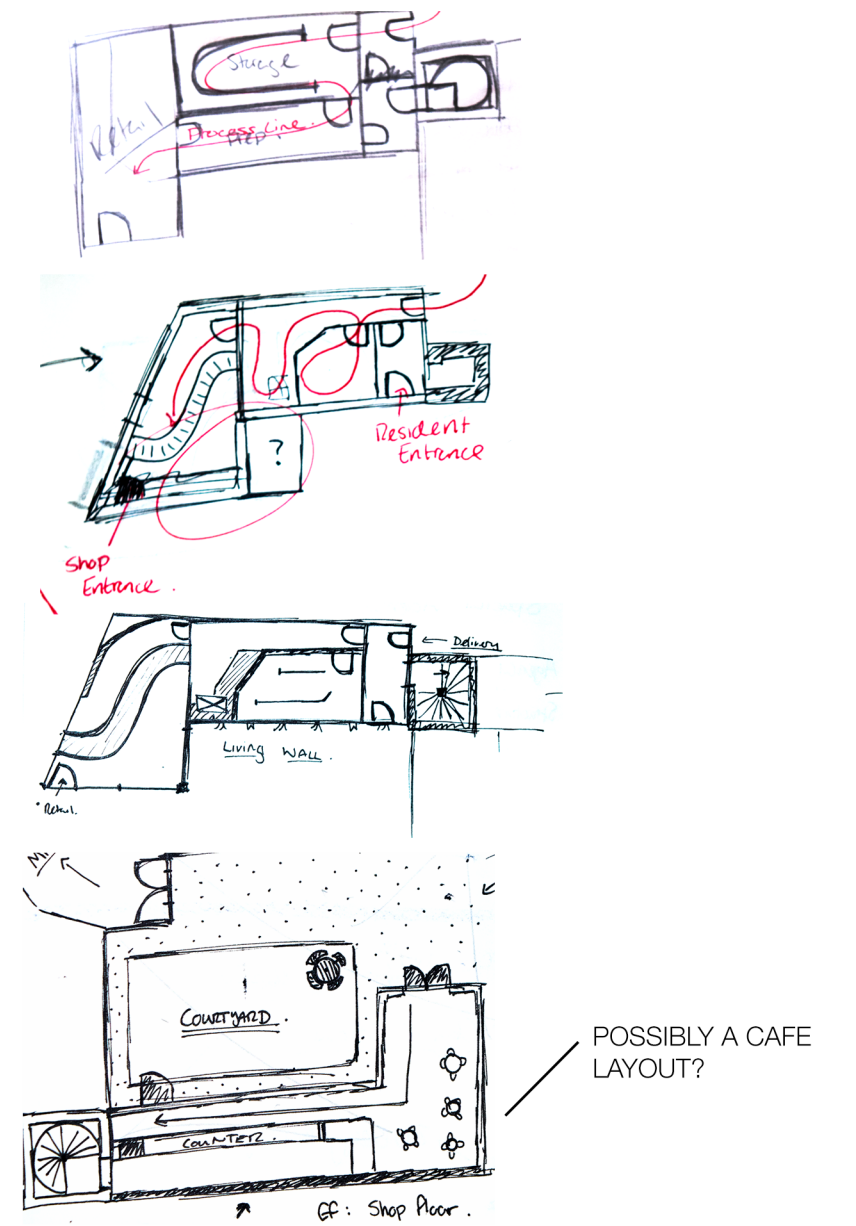 Storage
Retail
Process Line.
?
Resident
Entrance
Shop
Entrance.
← Delivery
LIVING WALL.
Retail.
COURTYARD.
COUNTER.
GF: Shop Floor.
POSSIBLY A CAFE
LAYOUT?